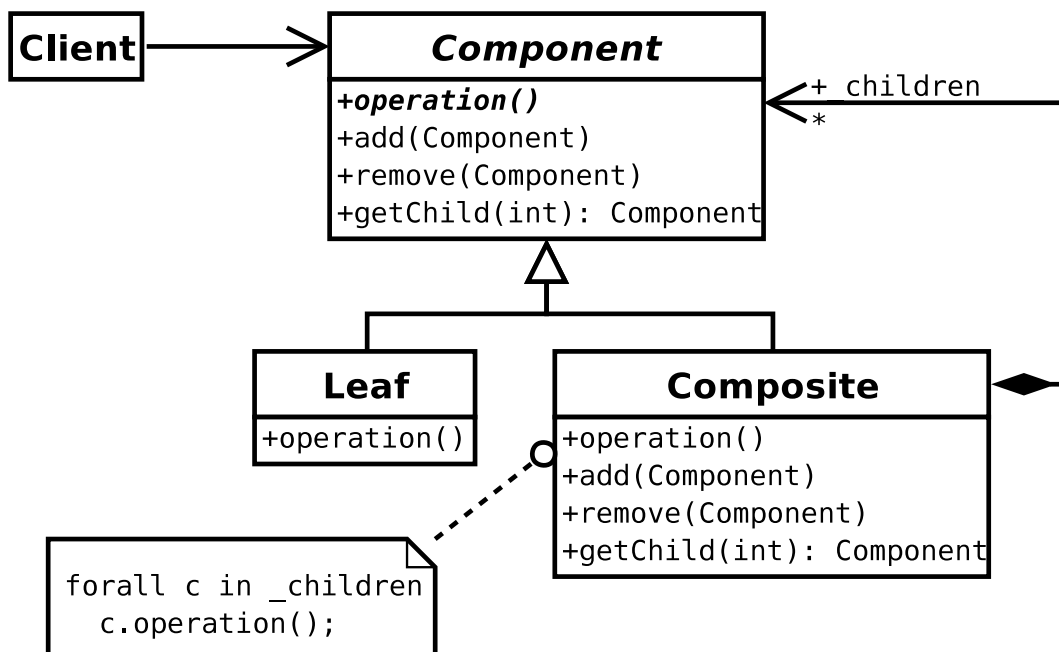 Client
Component
+operation()
+add(Component)
+remove(Component)
+getChild(int): Component
+_children
*
Leaf
+operation()
Composite
+operation()
+add(Component)
+remove(Component)
+getChild(int): Component
forall c in _children
c.operation();